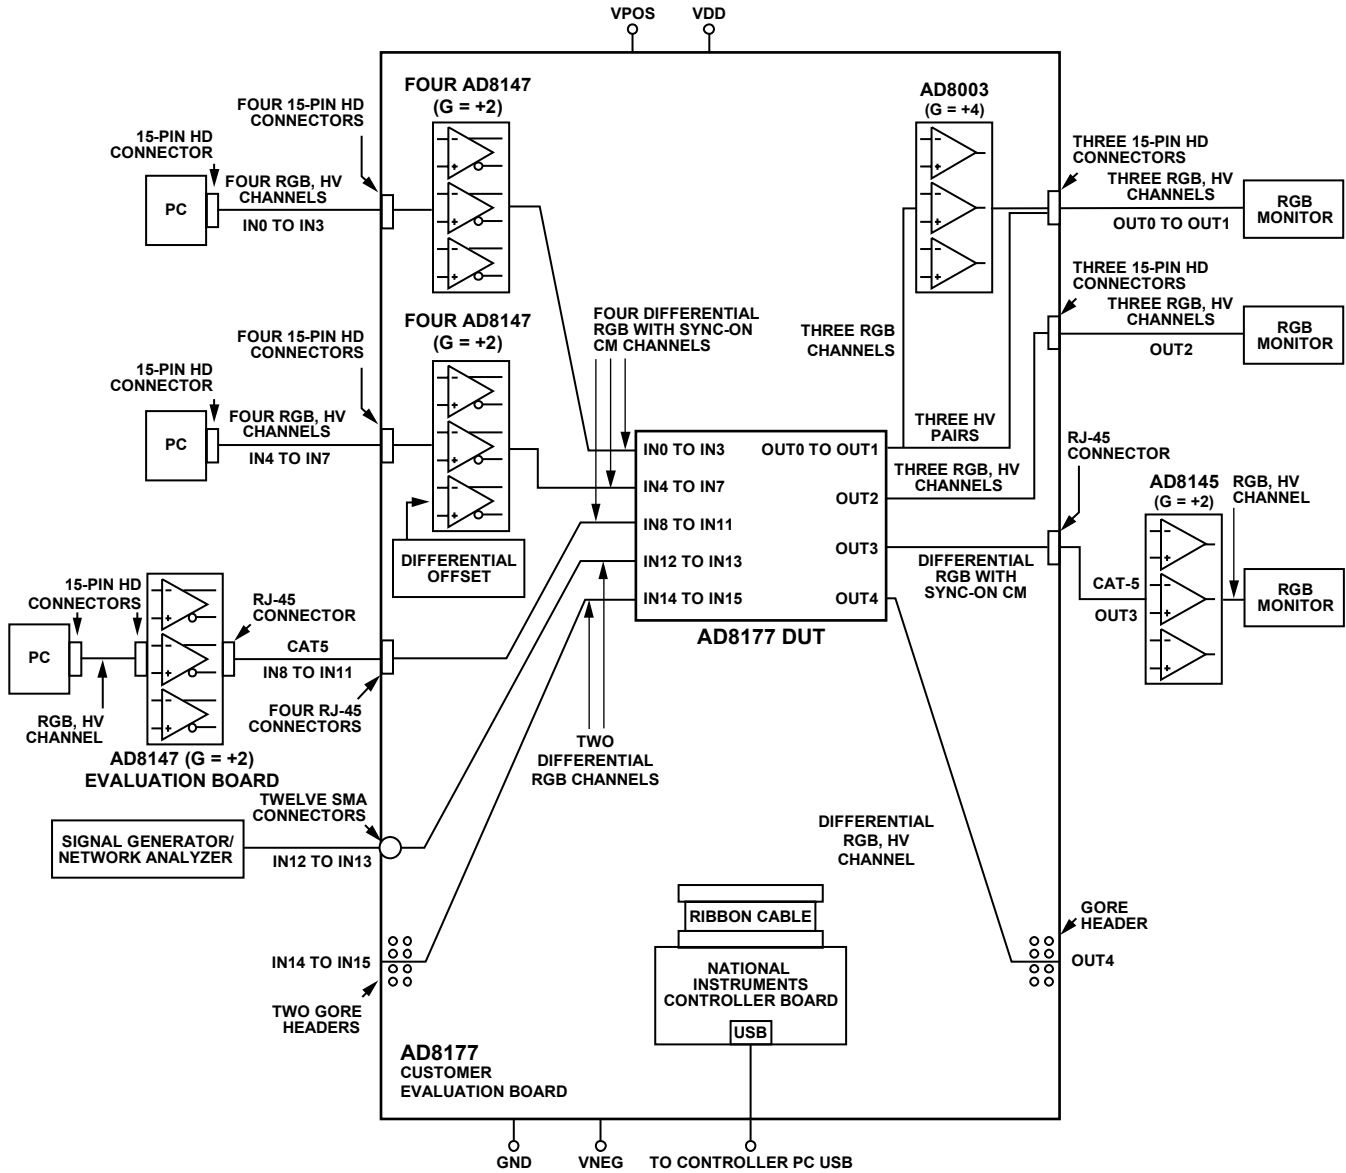 VPOS
VDD
FOUR AD8147
(G = +2)
AD8003
(G = +4)
FOUR 15-PIN HD
CONNECTORS
15-PIN HD
CONNECTOR
PC
FOUR RGB, HV
CHANNELS
IN0 TO IN3
THREE 15-PIN HD
CONNECTORS
THREE RGB, HV
CHANNELS
OUT0 TO OUT1
RGB
MONITOR
THREE 15-PIN HD
CONNECTORS
THREE RGB, HV
CHANNELS
OUT2
RGB
MONITOR
FOUR AD8147
(G = +2)
FOUR DIFFERENTIAL
RGB WITH SYNC-ON
CM CHANNELS
THREE RGB
CHANNELS
FOUR 15-PIN HD
CONNECTORS
15-PIN HD
CONNECTOR
PC
FOUR RGB, HV
CHANNELS
IN4 TO IN7
DIFFERENTIAL
OFFSET
THREE HV
PAIRS
THREE RGB, HV
CHANNELS
IN0 TO IN3
IN4 TO IN7
IN8 TO IN11
IN12 TO IN13
IN14 TO IN15
OUT0 TO OUT1
OUT2
OUT3
OUT4
AD8177 DUT
RJ-45
CONNECTOR
AD8145
(G = +2)
RGB, HV
CHANNEL
DIFFERENTIAL
RGB WITH
SYNC-ON CM
CAT-5
OUT3
RGB
MONITOR
15-PIN HD
CONNECTORS
RJ-45
CONNECTOR
PC
CAT5
IN8 TO IN11
RGB, HV
CHANNEL
FOUR RJ-45
CONNECTORS
AD8147 (G = +2)
EVALUATION BOARD
TWO
DIFFERENTIAL
RGB CHANNELS
TWELVE SMA
CONNECTORS
SIGNAL GENERATOR/
NETWORK ANALYZER
IN12 TO IN13
DIFFERENTIAL
RGB, HV
CHANNEL
IN14 TO IN15
TWO GORE
HEADERS
RIBBON CABLE
NATIONAL
INSTRUMENTS
CONTROLLER BOARD
USB
GORE
HEADER
OUT4
AD8177
CUSTOMER
EVALUATION BOARD
GND
VNEG
TO CONTROLLER PC USB